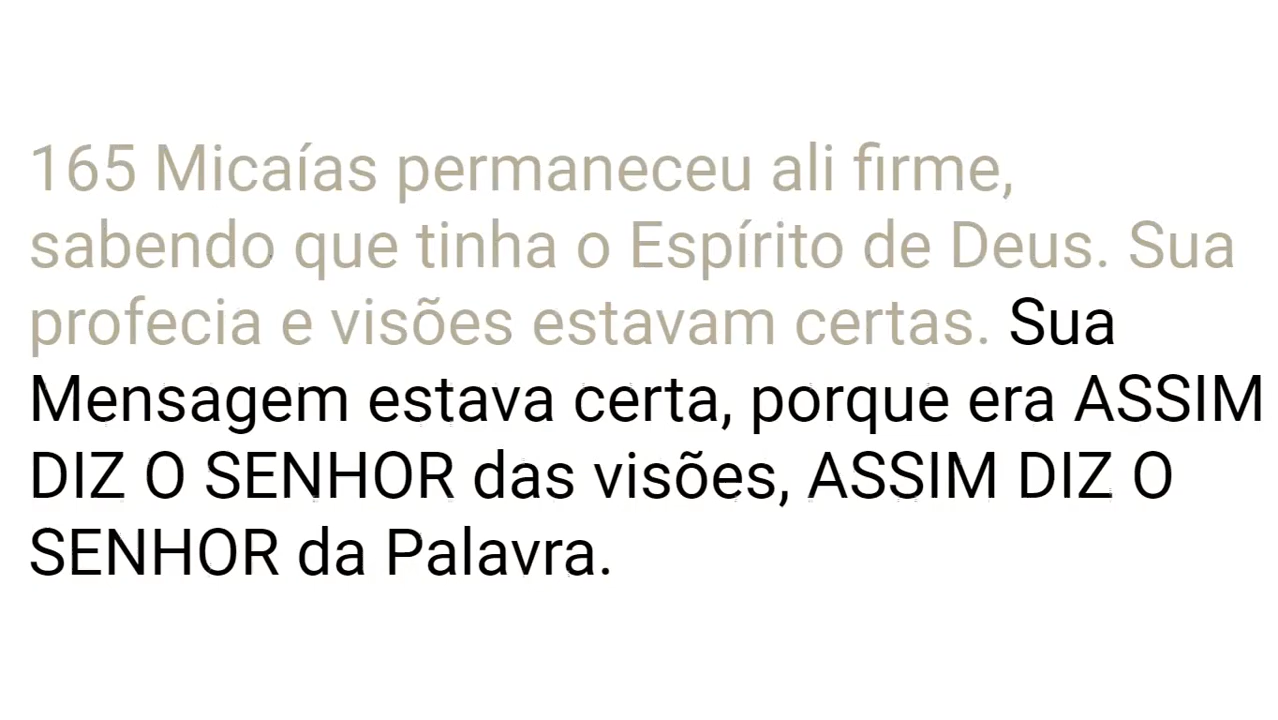 165 Micaías permaneceu ali firme,
sabendo que tinha o Espírito de Deus. Sua
profecia e visões estavam certas. Sua
Mensagem estava certa, porque era ASSIM
DIZ O SENHOR das visões, ASSIM DIZ O
SENHOR da Palavra.